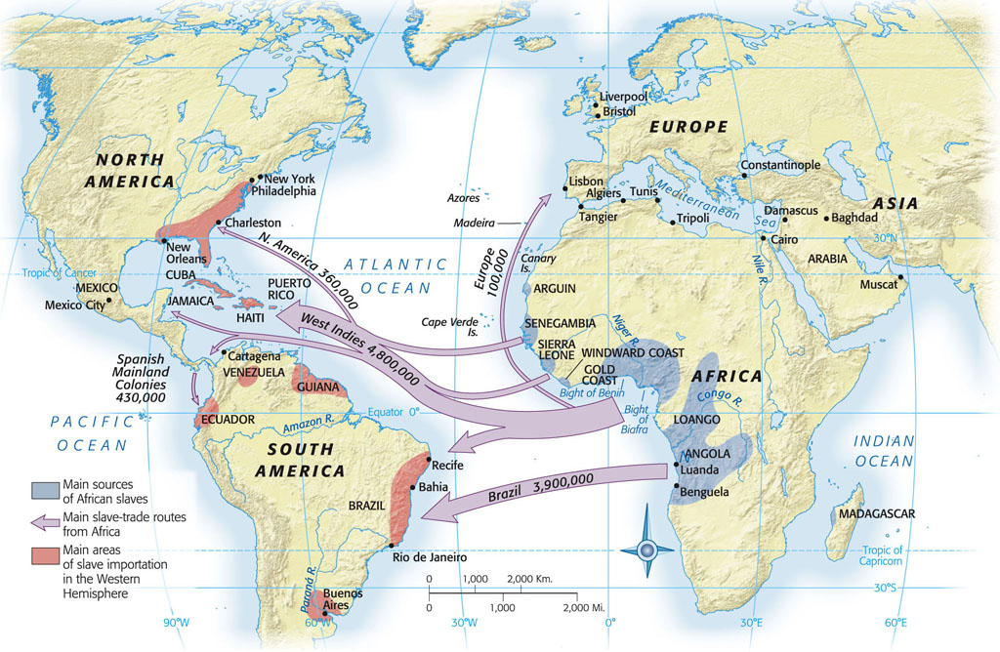 Liverpool
Bristol
EUROPE
NORTH
AMERICA
Constantinople
New York
Philadelphia
Lisbon
Algiers
Tunis
Mediterranean
Sea
Azores
Damascus
ASIA
Tangier
Tripoli
Baghdad
Madeira
Charleston
Cairo
30°N
New
Orleans
N. America 360,000
ATLANTIC
OCEAN
Europe
100,000
Canary
Is.
Nile R.
ARABIA
Tropic of Cancer
CUBA
MEXICO
Mexico City
PUERTO
RICO
ARGUIN
Muscat
JAMAICA
HAITI
West Indies 4,800,000
Cape Verde
Is.
SENEGAMBIA
Niger R.
SIERRA
LEONE
WINDWARD COAST
GOLD
COAST
AFRICA
Spanish
Mainland
Colonies
430,000
Cartagena
VENEZUELA
GUIANA
Bight of Benin
Congo R.
Bight
of
Biafra
LOANGO
ECUADOR
Equator 0°
Amazon R.
PACIFIC
OCEAN
SOUTH
AMERICA
INDIAN
OCEAN
Recife
ANGOLA
Luanda
Benguela
Bahia
Brazil 3,900,000
BRAZIL
Main sources
of African slaves
Main slave-trade routes
from Africa
Main areas
of slave importation
in the Western
Hemisphere
MADAGASCAR
Rio de Janeiro
Tropic of
Capricorn
Paraná R.
0 1,000 2,000 Km.
0 1,000 2,000 Mi.
Buenos
Aires
30°S
90°W
60°W
30°W
0°
30°E
60°E